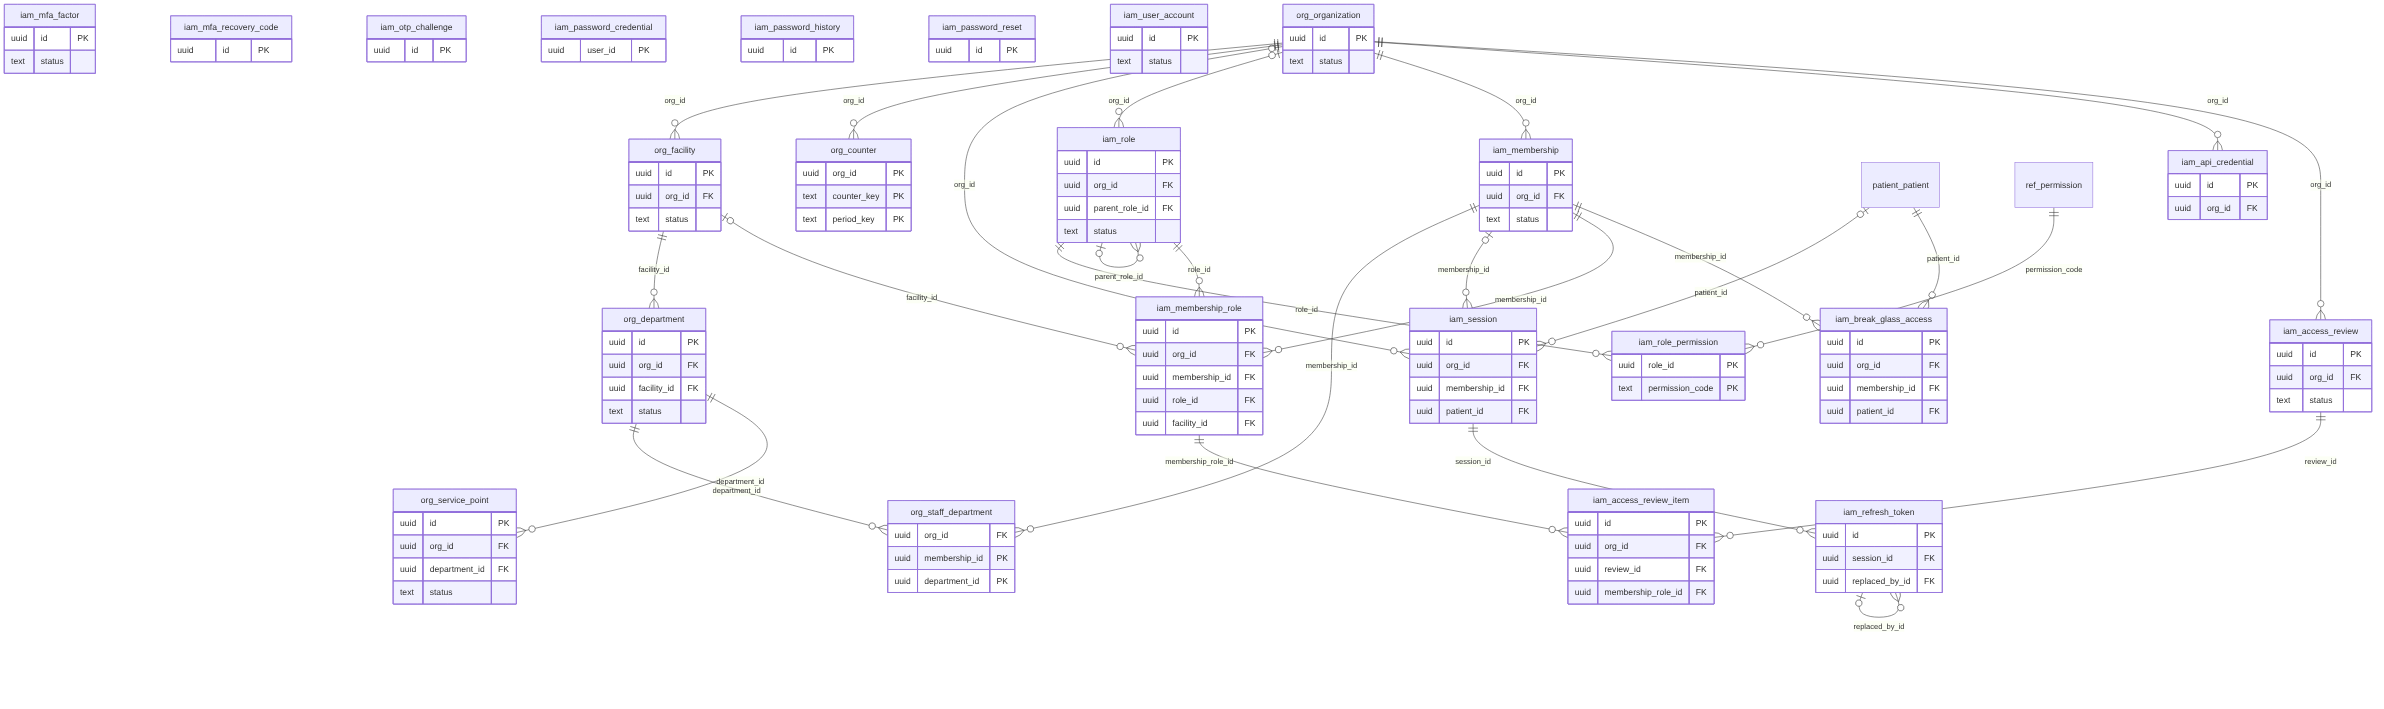 iam_mfa_factor
uuid id PK
text status
iam_mfa_recovery_code
uuid id PK
iam_otp_challenge
uuid id PK
iam_password_credential
uuid user_id PK
iam_password_history
uuid id PK
iam_password_reset
uuid id PK
iam_user_account
uuid id PK
text status
org_organization
uuid id PK
text status
org_id
org_id
org_id
org_id
org_id
org_facility
uuid id PK
uuid org_id FK
text status
org_counter
uuid org_id PK
text counter_key PK
text period_key PK
iam_role
uuid id PK
uuid org_id FK
uuid parent_role_id FK
text status
iam_membership
uuid id PK
uuid org_id FK
text status
patient_patient
ref_permission
iam_api_credential
uuid id PK
uuid org_id FK
org_id
org_id
facility_id
facility_id
parent_role_id
role_id
membership_id
membership_id
membership_id
patient_id
patient_id
permission_code
role_id
membership_id
org_department
uuid id PK
uuid org_id FK
uuid facility_id FK
text status
iam_membership_role
uuid id PK
uuid org_id FK
uuid membership_id FK
uuid role_id FK
uuid facility_id FK
iam_session
uuid id PK
uuid org_id FK
uuid membership_id FK
uuid patient_id FK
iam_role_permission
uuid role_id PK
text permission_code PK
iam_break_glass_access
uuid id PK
uuid org_id FK
uuid membership_id FK
uuid patient_id FK
iam_access_review
uuid id PK
uuid org_id FK
text status
department_id
department_id
membership_role_id
session_id
review_id
org_service_point
uuid id PK
uuid org_id FK
uuid department_id FK
text status
org_staff_department
uuid org_id FK
uuid membership_id PK
uuid department_id PK
iam_access_review_item
uuid id PK
uuid org_id FK
uuid review_id FK
uuid membership_role_id FK
iam_refresh_token
uuid id PK
uuid session_id FK
uuid replaced_by_id FK
replaced_by_id